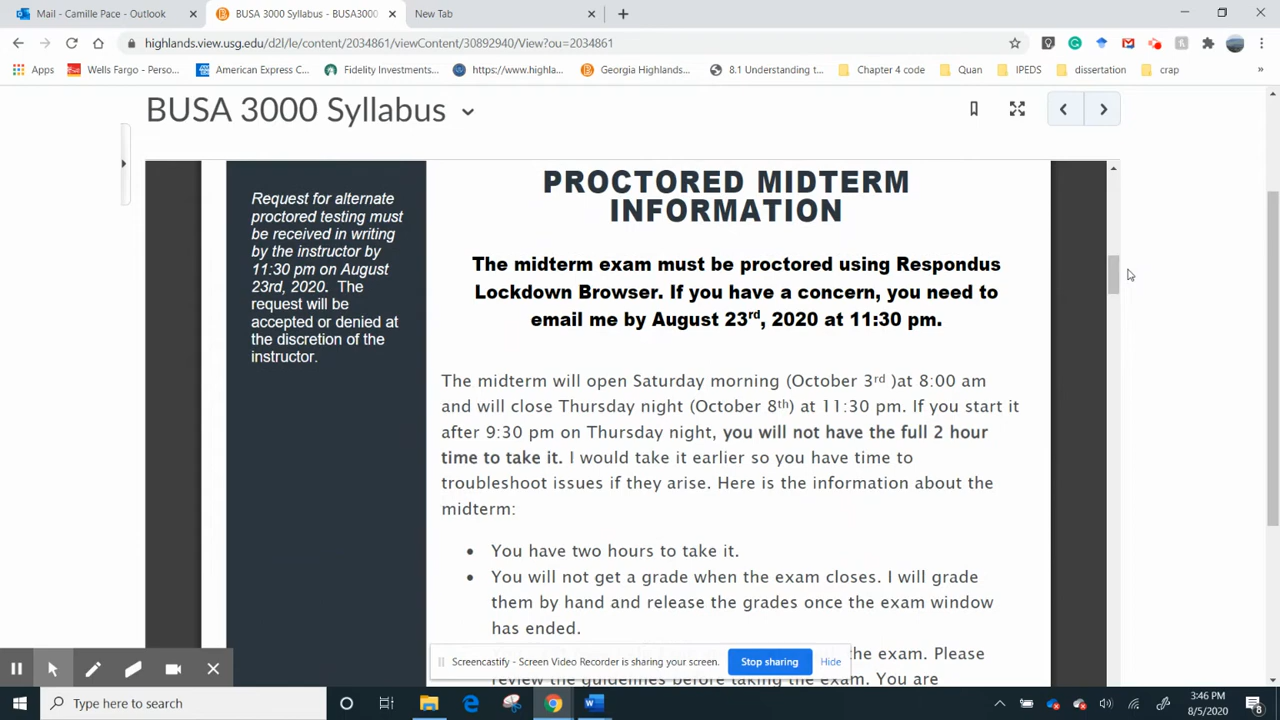 Mail - Camille Pace - Outlook
BUSA 3000 Syllabus - BUSA3000
New Tab
highlands.view.usg.edu/d2l/le/content/2034861/viewContent/30892940/View?ou=2034861
Apps
Wells Fargo - Perso...
American Express C...
Fidelity Investments...
https://www.highla...
Georgia Highlands...
8.1 Understanding t...
Chapter 4 code
Quan
IPEDS
dissertation
crap
»
BUSA 3000 Syllabus
Request for alternate
proctored testing must
be received in writing
by the instructor by
11:30 pm on August
23rd, 2020. The
request will be
accepted or denied at
the discretion of the
instructor.
PROCTORED MIDTERM
INFORMATION
The midterm exam must be proctored using Respondus
Lockdown Browser. If you have a concern, you need to
email me by August 23rd, 2020 at 11:30 pm.
The midterm will open Saturday morning (October 3rd )at 8:00 am
and will close Thursday night (October 8th) at 11:30 pm. If you start it
after 9:30 pm on Thursday night, you will not have the full 2 hour
time to take it. I would take it earlier so you have time to
troubleshoot issues if they arise. Here is the information about the
midterm:
• You have two hours to take it.
• You will not get a grade when the exam closes. I will grade
them by hand and release the grades once the exam window
has ended.
the exam. Please
review the guidelines before taking the exam. You are
Screencastify - Screen Video Recorder is sharing your screen.
Stop sharing
Hide
Type here to search
3:46 PM
8/5/2020
8